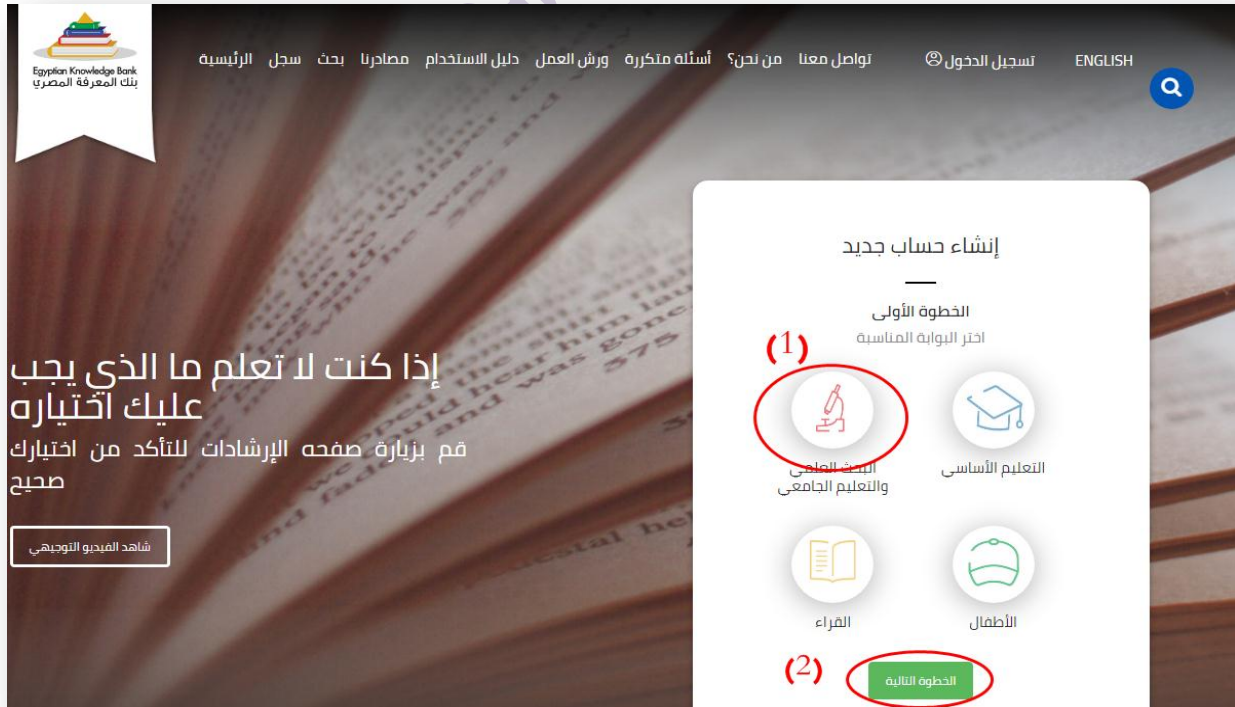 Egyptian Knowledge Bank
بنك المعرفة المصري
الرئيسية سجل بحث مصادرنا دليل الاستخدام ورش العمل أسئلة متكررة من نحن؟ تواصل معنا
تسجيل الدخول
ENGLISH
إنشاء حساب جديد
الخطوة الأولى
اختر البوابة المناسبة
(1)
التعليم الأساسي
البحث العلمي
والتعليم الجامعي
الأطفال
القراء
(2)
الخطوة التالية
إذا كنت لا تعلم ما الذي يجب
عليك اختياره
قم بزيارة صفحه الإرشادات للتأكد من اختيارك
صحيح
شاهد الفيديو التوجيهي